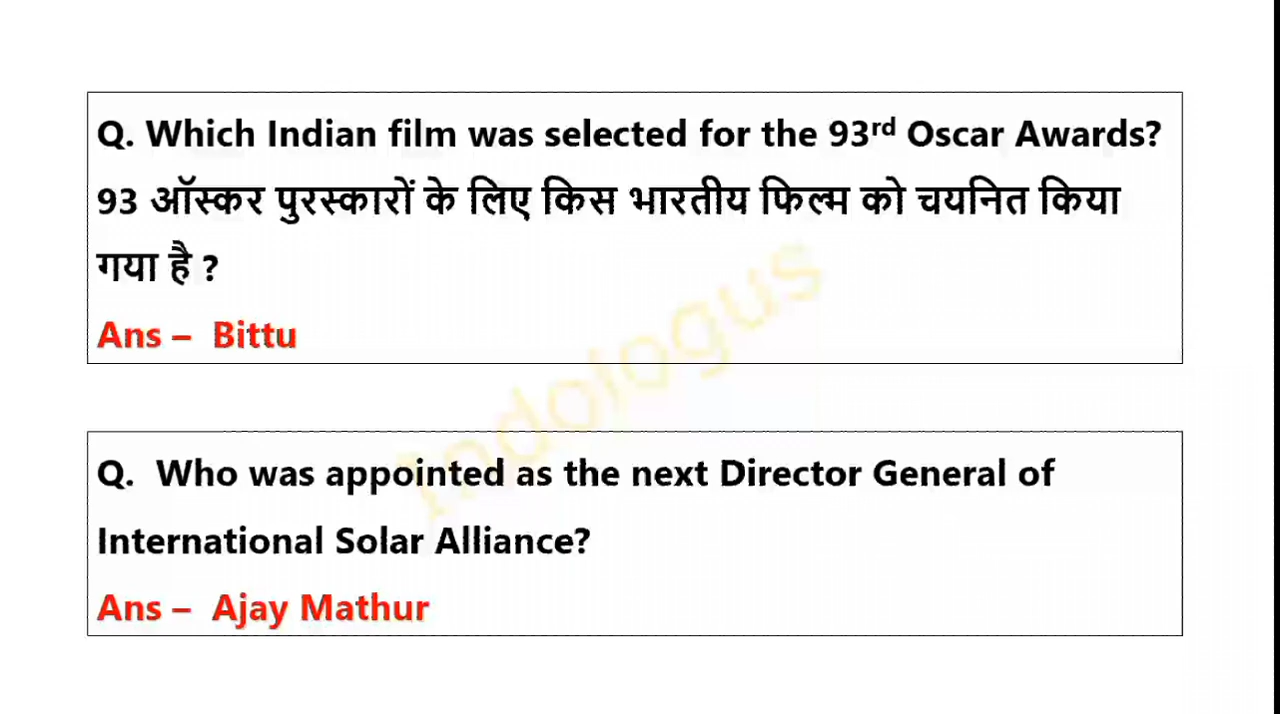 Q. Which Indian film was selected for the 93rd Oscar Awards?
93 ऑस्कर पुरस्कारों के लिए किस भारतीय फिल्म को चयनित किया
गया है ?
Ans – Bittu
Indologus
Q. Who was appointed as the next Director General of
International Solar Alliance?
Ans – Ajay Mathur